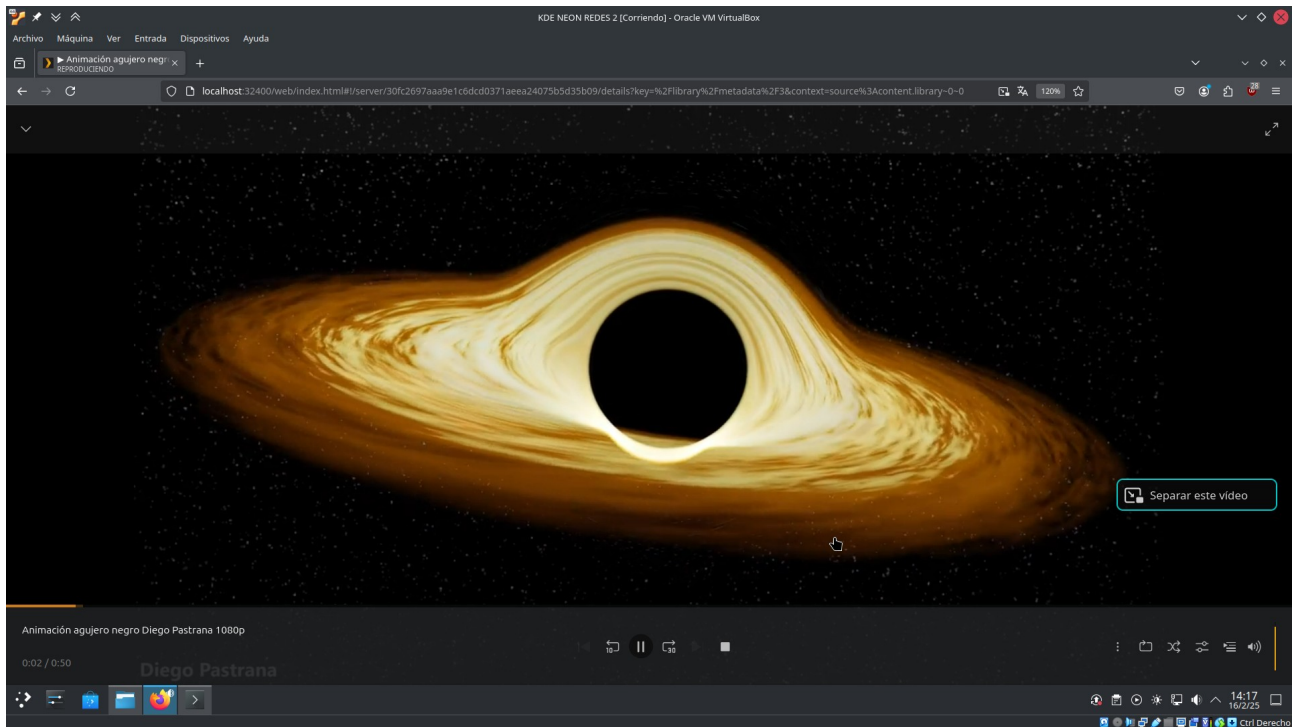 KDE NEON REDES 2 [Corriendo] - Oracle VM VirtualBox
Archivo Máquina Ver Entrada Dispositivos Ayuda
Animación agujero negr
REPRODUCIENDO
localhost:32400/web/index.html#!/server/30fc2697aaa9e1c6dcd0371aeea24075b5d35b09/details?key=%2Flibrary%2Fmetadata%2F3&context=source%3Acontent.library~0~0
120%
28
Separar este vídeo
Animación agujero negro Diego Pastrana 1080p
10
30
0:02 / 0:50
Diego Pastrana
14:17
16/2/25
Ctrl Derecho